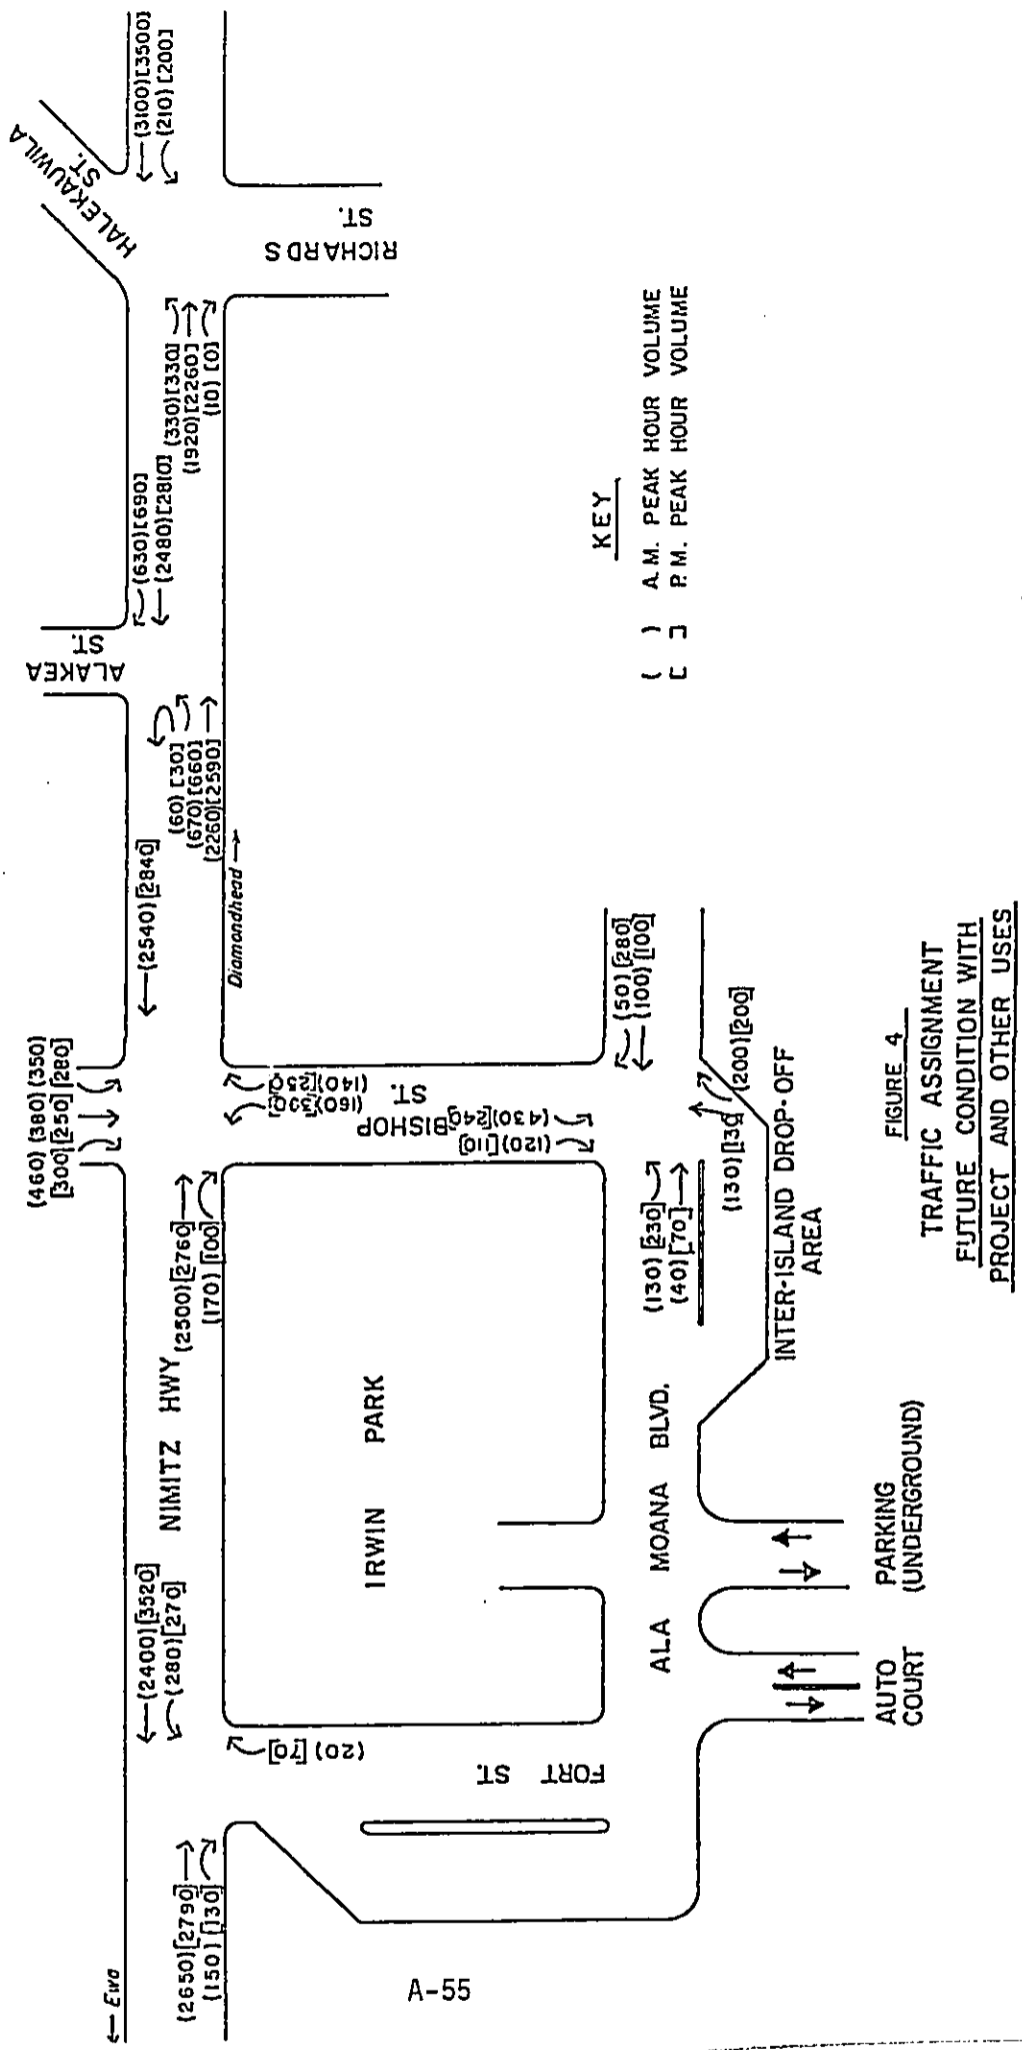 ← Ewa
(2650)[2790]
(150) [130]
(20) [70]
FORT ST.
(2400)[3520]
(280)[270]
NIMITZ HWY
(2500)[2760]
(170) [100]
(460) (380) (350)
[300] [250] [280]
(140)[250]
BISHOP ST.
(430)[240]
(120)[110]
IRWIN PARK
ALA MOANA BLVD.
(130) [230]
(40) [70]
(50) [280]
(100) [100]
(130) [130]
(200)[200]
INTER-ISLAND DROP-OFF
AREA
AUTO
COURT
PARKING
(UNDERGROUND)
(2540) [2840]
Diamondhead →
(60) [30]
(670)[660]
(2260)[2590]
ALAKEA
ST.
(630)[690]
(2480)[2810]
(330)[330]
(1920)[2260]
(10) [0]
HALEKAUWILA
ST.
RICHARDS
ST.
(3100)[3500]
(210) [200]
KEY
( ) A.M. PEAK HOUR VOLUME
[ ] P.M. PEAK HOUR VOLUME
FIGURE 4
TRAFFIC ASSIGNMENT
FUTURE CONDITION WITH
PROJECT AND OTHER USES
A-55